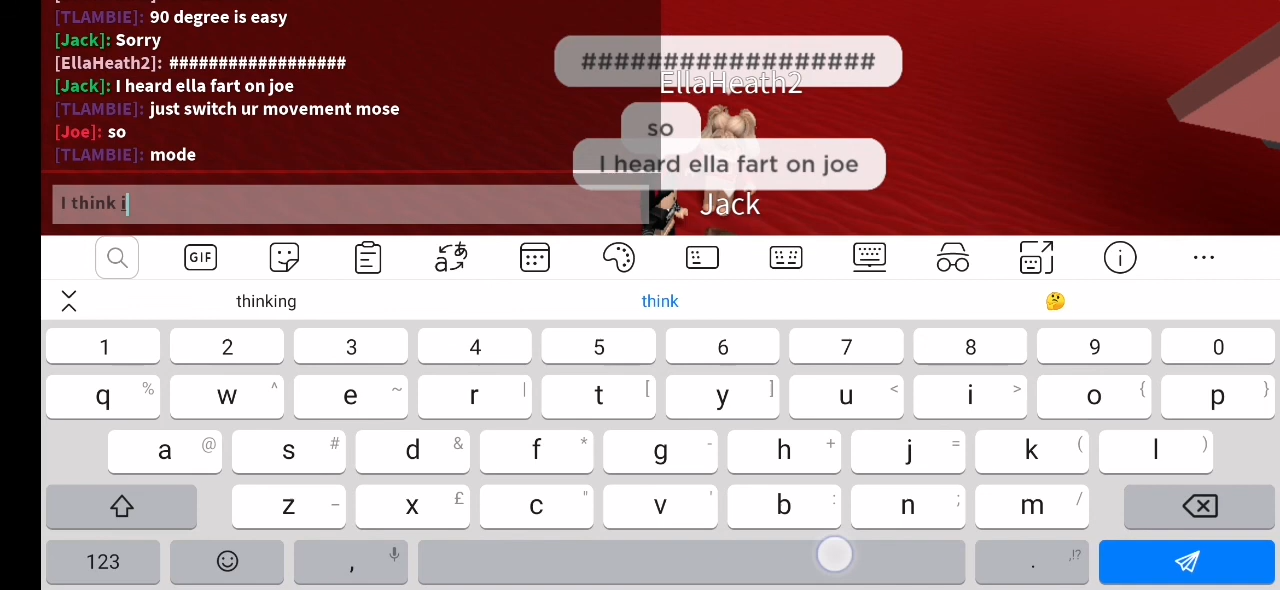 [TLAMBIE]: 90 degree is easy
[Jack]: Sorry
[EllaHeath2]: #################
[Jack]: I heard ella fart on joe
[TLAMBIE]: just switch ur movement mose
[Joe]: so
[TLAMBIE]: mode
I think i
##################
EllaHeath2
so
I heard ella fart on joe
Jack
GIF
thinking think 🤔
1 2 3 4 5 6 7 8 9 0
q % w ^ e ~ r | t [ y ] u < i > o { p }
a @ s # d & f * g - h + j = k ( l )
z _ x £ c " v ' b : n ; m /
123 , . ,!?